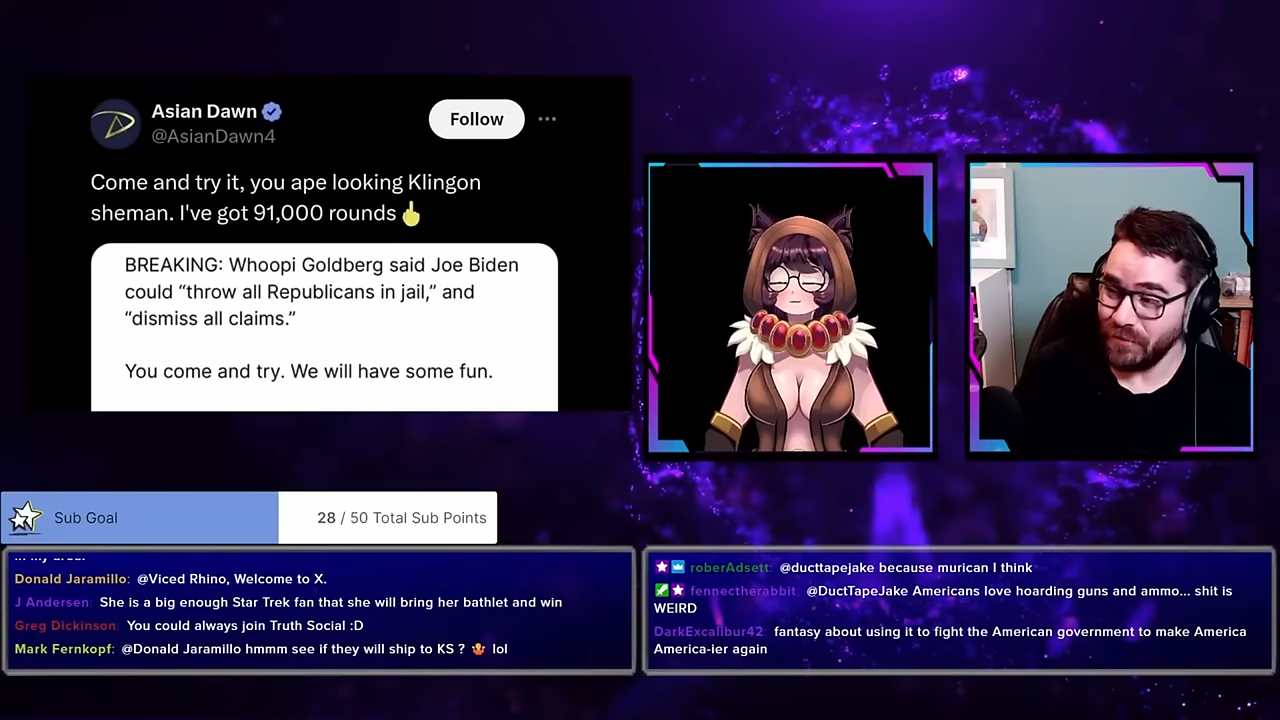 Asian Dawn
@AsianDawn4
Follow
Come and try it, you ape looking Klingon
sheman. I've got 91,000 rounds🖕
BREAKING: Whoopi Goldberg said Joe Biden
could “throw all Republicans in jail,” and
“dismiss all claims.”
You come and try. We will have some fun.
Sub Goal
28 / 50 Total Sub Points
Donald Jaramillo: @Viced Rhino, Welcome to X.
J Andersen: She is a big enough Star Trek fan that she will bring her bathlet and win
Greg Dickinson: You could always join Truth Social :D
Mark Fernkopf: @Donald Jaramillo hmmm see if they will ship to KS ? 🤷 lol
roberAdsett: @ducttapejake because murican I think
fennectherabbit: @DuctTapeJake Americans love hoarding guns and ammo... shit is
WEIRD
DarkExcalibur42: fantasy about using it to fight the American government to make America
America-ier again